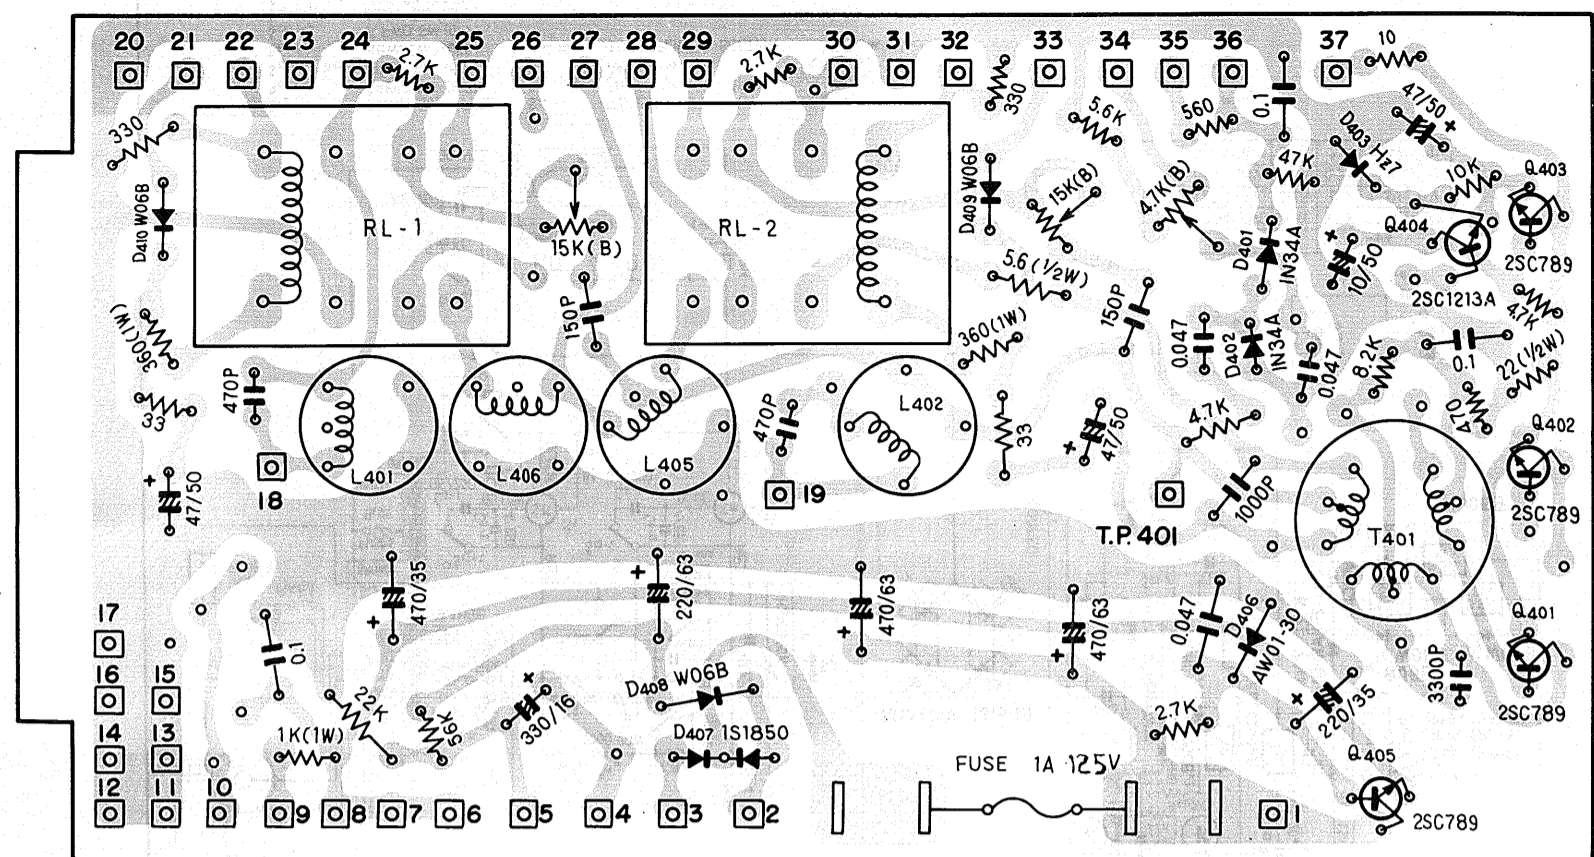 20 21 22 23 24 25 26 27 28 29 30 31 32 33 34 35 36 37
2.7K
2.7K
330
10
330
5.6K
560
0.1
47/50 +
D403 HZ7
47K
10K
Q403
D410 W06B
RL-1
15K(B)
RL-2
D409 W06B
15K(B)
4.7K(B)
D401
IN34A
+
10/50
Q404
2SC789
2SC1213A
5.6(1/2W)
150P
150P
360(1W)
360(1W)
0.047
D402
IN34A
0.047
8.2K
0.1
4.7K
22(1/2W)
470P
33
L401
L406
L405
470P
L402
33
+
47/50
4.7K
470
Q402
+
47/50
18
19
T.P.401
1000P
T401
2SC789
470/35
+
+
220/63
470/63
+
470/63
+
0.047
D406
AW01-30
Q401
17
0.1
16 15
22K
56K
+
330/16
D408 W06B
+
220/35
3300P
2SC789
14 13
1K(1W)
D407 1S1850
2.7K
FUSE 1A 125V
Q405
12 11 10 9 8 7 6 5 4 3 2 1
2SC789